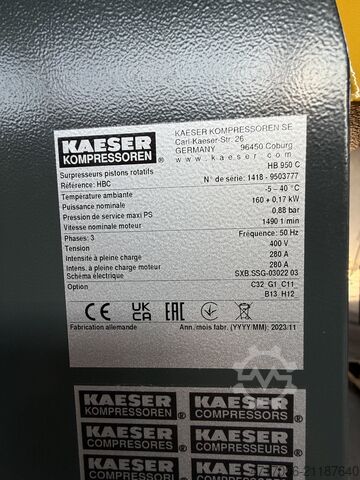 KAESER
KOMPRESSOREN®
KAESER KOMPRESSOREN SE
Carl-Kaeser-Str. 26
GERMANY 96450 Coburg
www.kaeser.com
Surpresseurs pistons rotatifs HB 950 C
Référence: HBC N° de série: 1418 - 9503777
Température ambiante -5 – 40 °C
Puissance nominale 160 + 0,17 kW
Pression de service maxi PS 0,88 bar
Vitesse nominale moteur 1490 1/min
Phases: 3 Fréquence: 50 Hz
Tension 400 V
Intensité à pleine charge 280 A
Intensité à pleine charge 280 A
Schéma électrique SXB.SSG-03022 03
Option C32 G1 C11
B13 H12
CE UK CA EAC
Fabrication allemande Ann./mois fabr. (YYYY/MM): 2023/11
KAESER KAESER
KOMPRESSOREN® COMPRESSORS®
KAESER KAESER
COMPRESORES® COMPRESSEURS®
KAESER KAESER